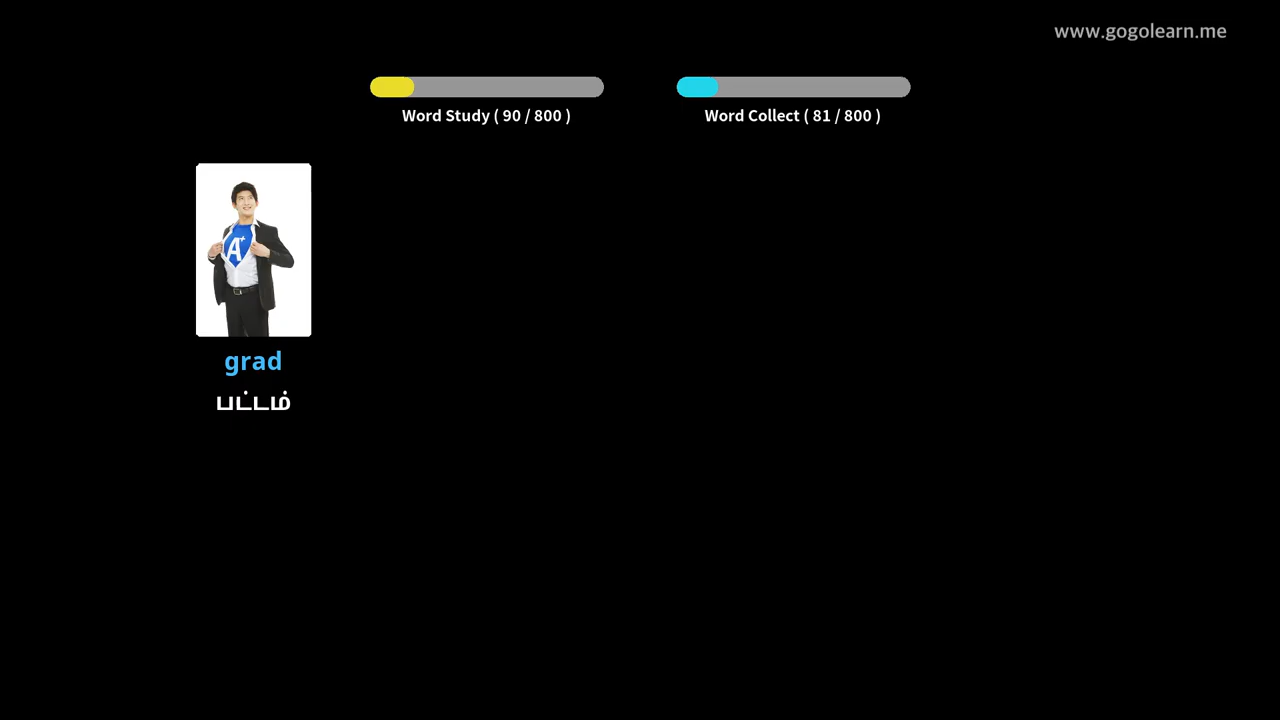 www.gogolearn.me
Word Study ( 90 / 800 )
Word Collect ( 81 / 800 )
A+
grad
பட்டம்